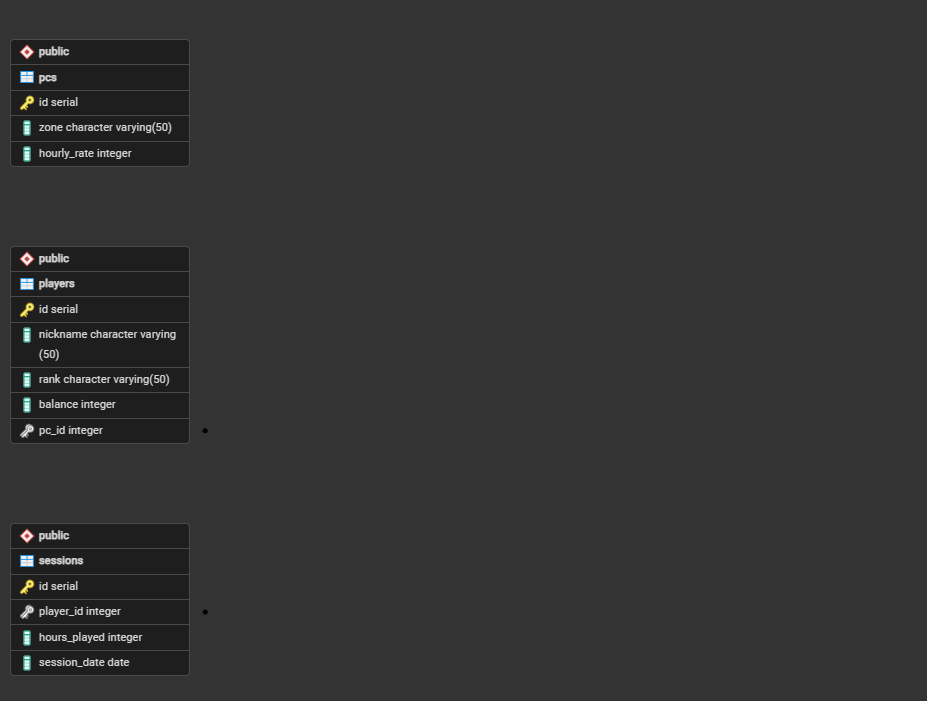 public
pcs
id serial
zone character varying(50)
hourly_rate integer
public
players
id serial
nickname character varying
(50)
rank character varying(50)
balance integer
pc_id integer
public
sessions
id serial
player_id integer
hours_played integer
session_date date